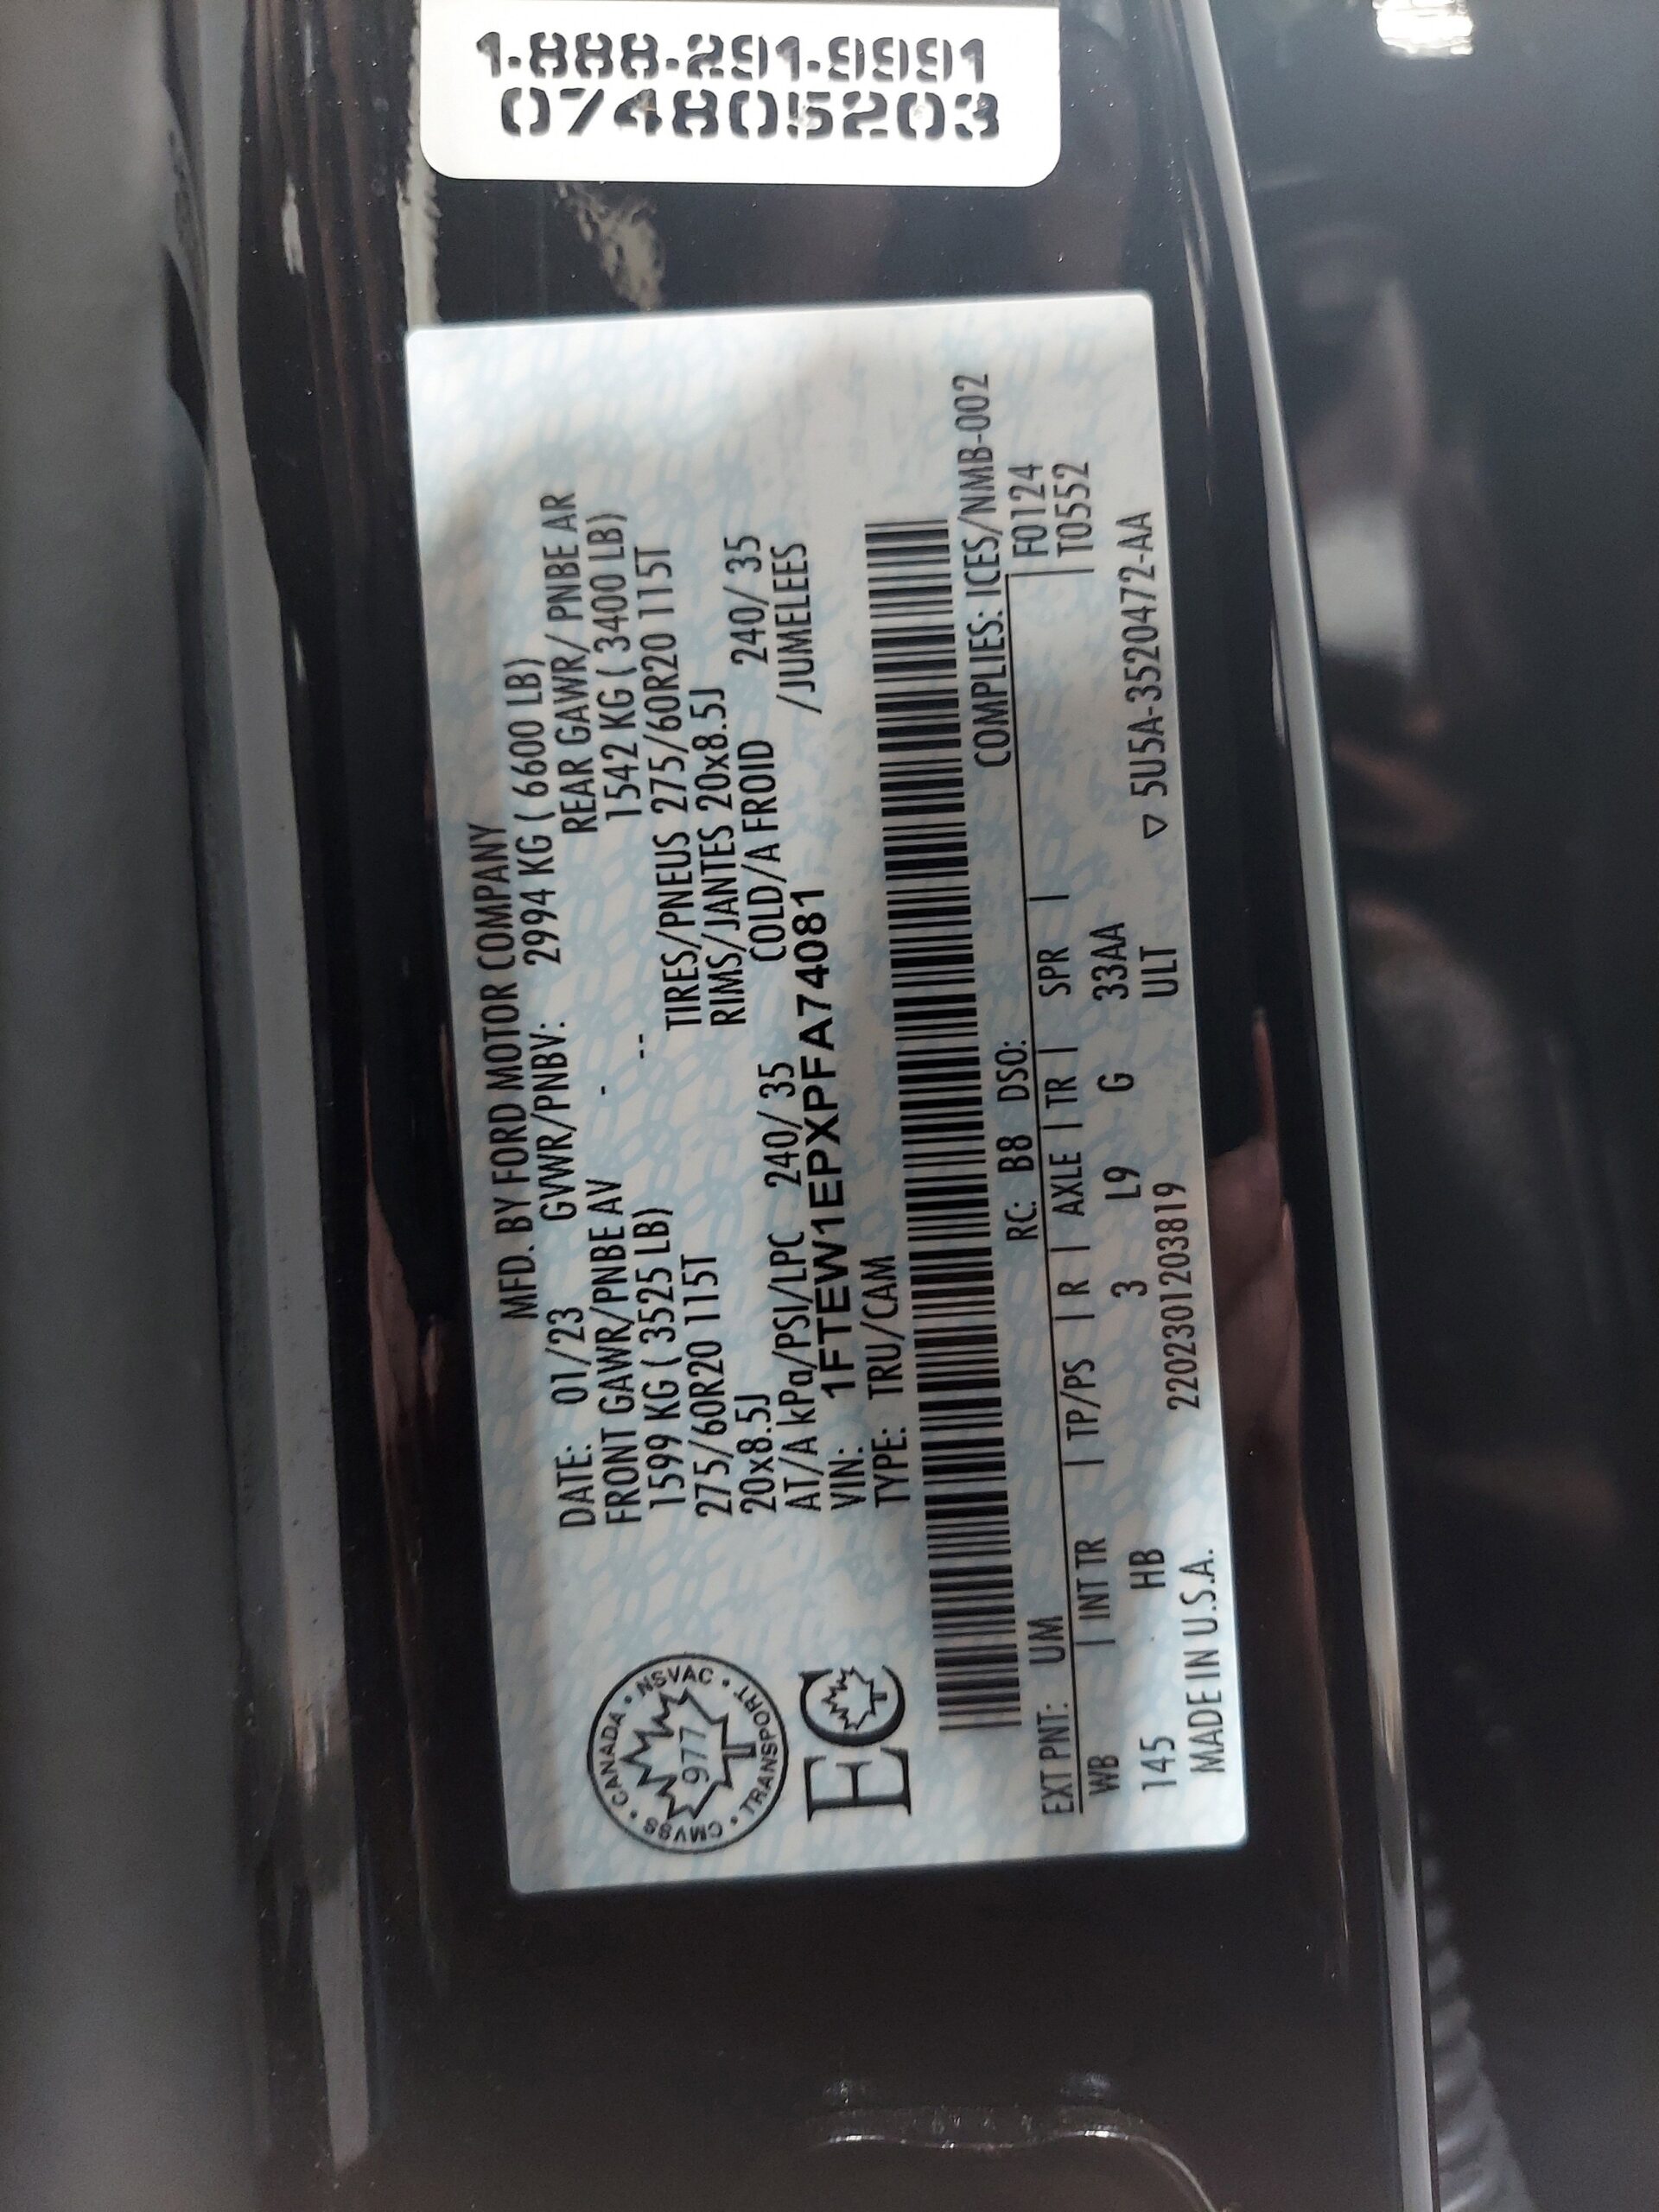 1-888-291-9991
074805203
MFD. BY FORD MOTOR COMPANY
DATE: 01/23 GVWR/PNBV: 2994 KG ( 6600 LB)
FRONT GAWR/PNBE AV - REAR GAWR/ PNBE AR
1599 KG ( 3525 LB) -- 1542 KG ( 3400 LB)
275/60R20 115T TIRES/PNEUS 275/60R20 115T
20x8.5J RIMS/JANTES 20x8.5J
AT/A kPa/PSI/LPC 240/ 35 COLD/A FROID 240/ 35
VIN: 1FTEW1EPXPFA74081 /JUMELEES
TYPE: TRU/CAM
CANADA • NSVAC • TRANSPORT • CMVSS •
977
EC
COMPLIES: ICES/NMB-002
EXT PNT: UM RC: B8 DSO: F0124
WB | INT TR | TP/PS | R | AXLE | TR | SPR | T0552
145 HB 3 L9 G 33AA
MADE IN U.S.A. 220230120203819 ULT ▽ 5U5A-3520472-AA